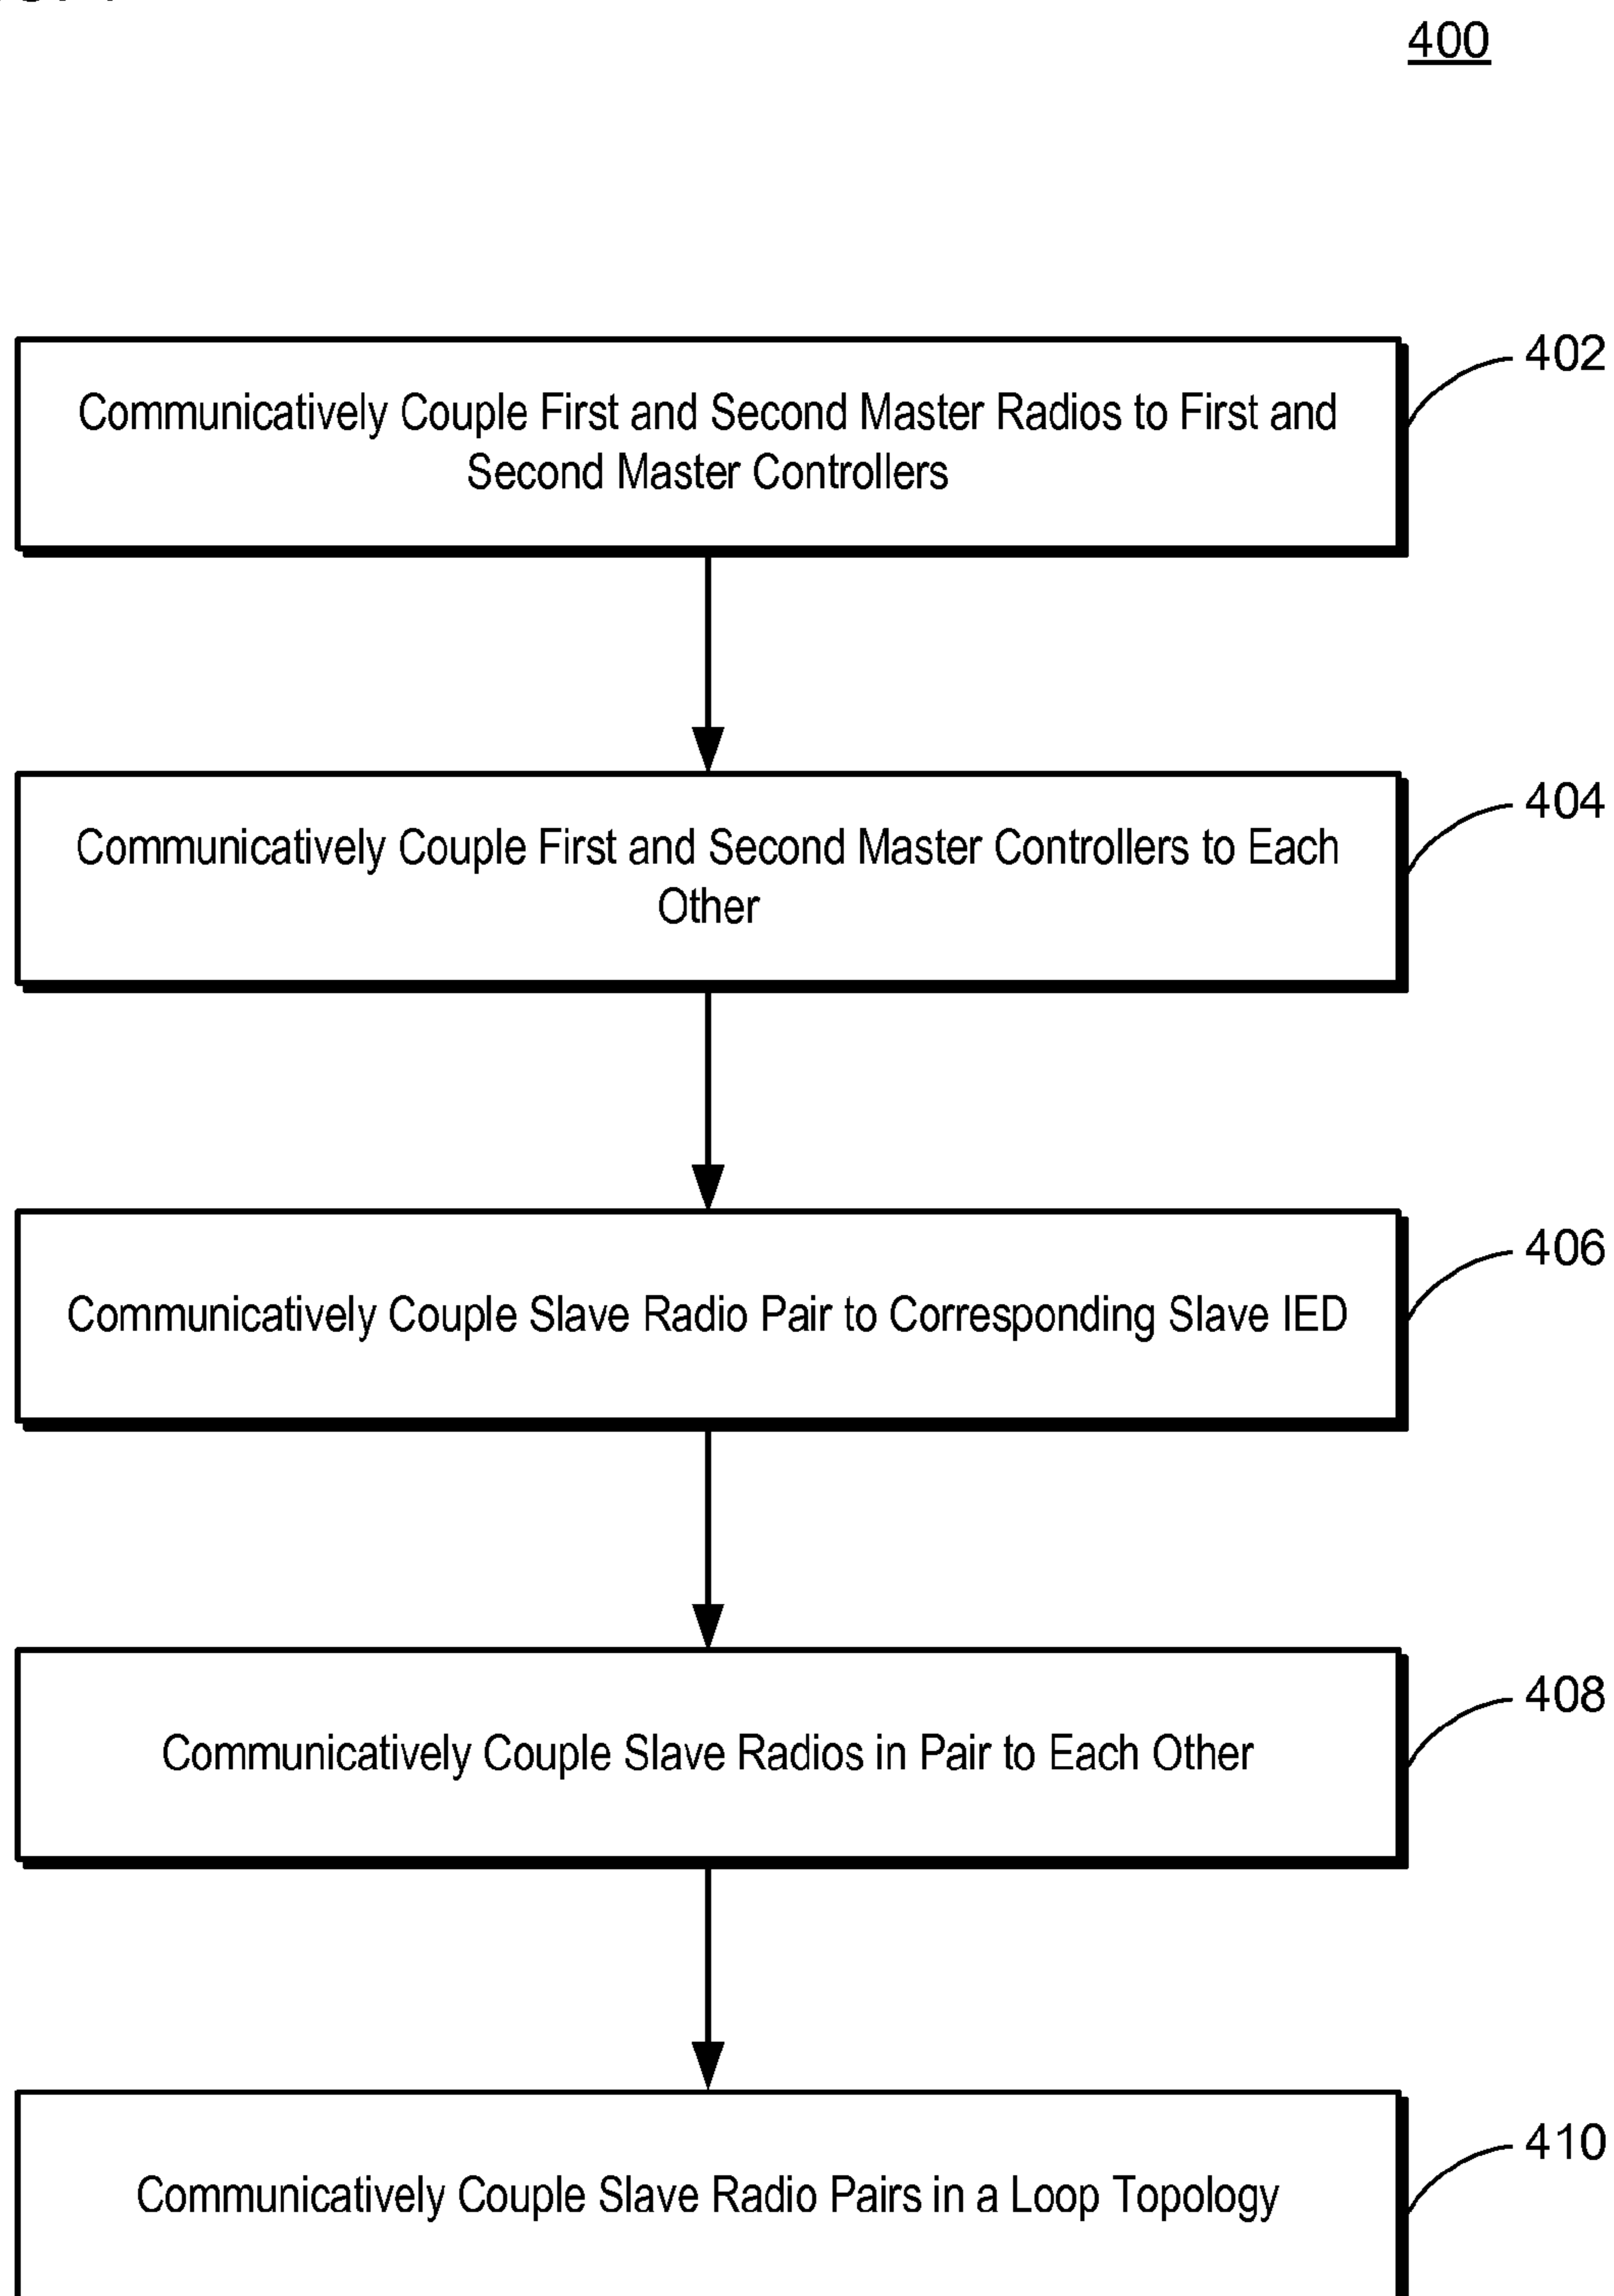 400
Communicatively Couple First and Second Master Radios to First and
Second Master Controllers
402
Communicatively Couple First and Second Master Controllers to Each
Other
404
Communicatively Couple Slave Radio Pair to Corresponding Slave IED
406
Communicatively Couple Slave Radios in Pair to Each Other
408
Communicatively Couple Slave Radio Pairs in a Loop Topology
410